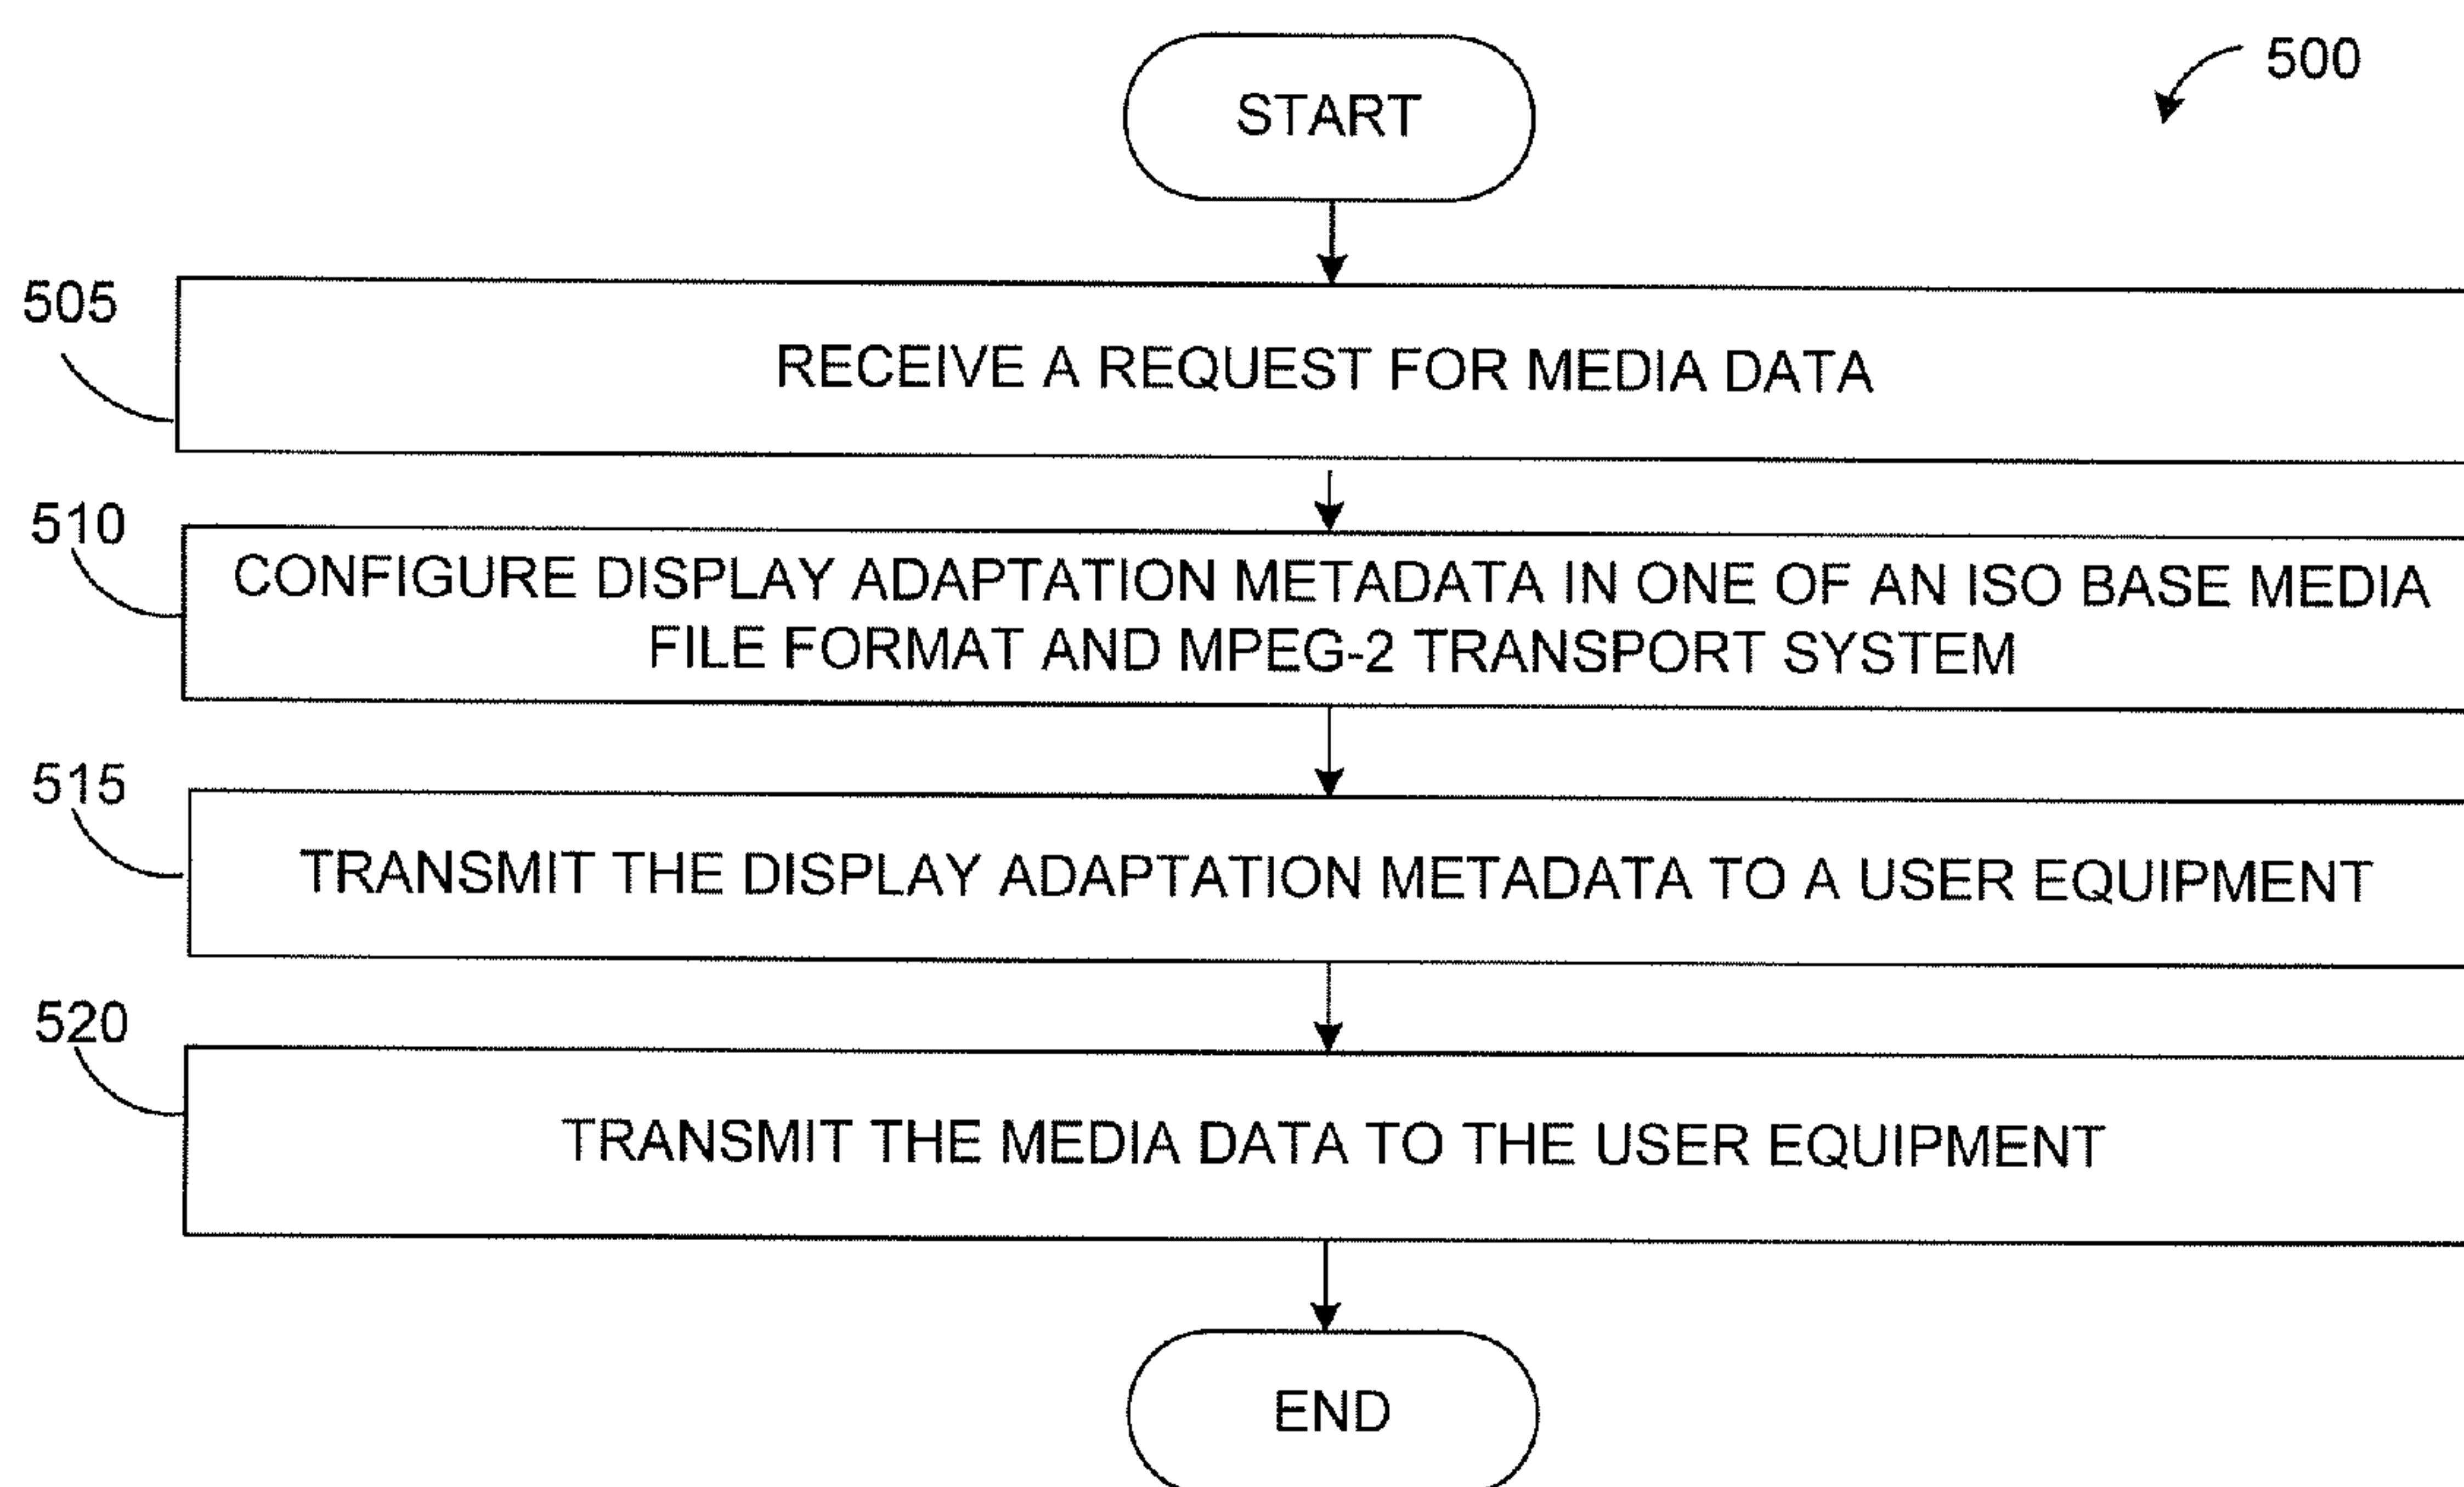 START
500
505
RECEIVE A REQUEST FOR MEDIA DATA
510
CONFIGURE DISPLAY ADAPTATION METADATA IN ONE OF AN ISO BASE MEDIA
FILE FORMAT AND MPEG-2 TRANSPORT SYSTEM
515
TRANSMIT THE DISPLAY ADAPTATION METADATA TO A USER EQUIPMENT
520
TRANSMIT THE MEDIA DATA TO THE USER EQUIPMENT
END